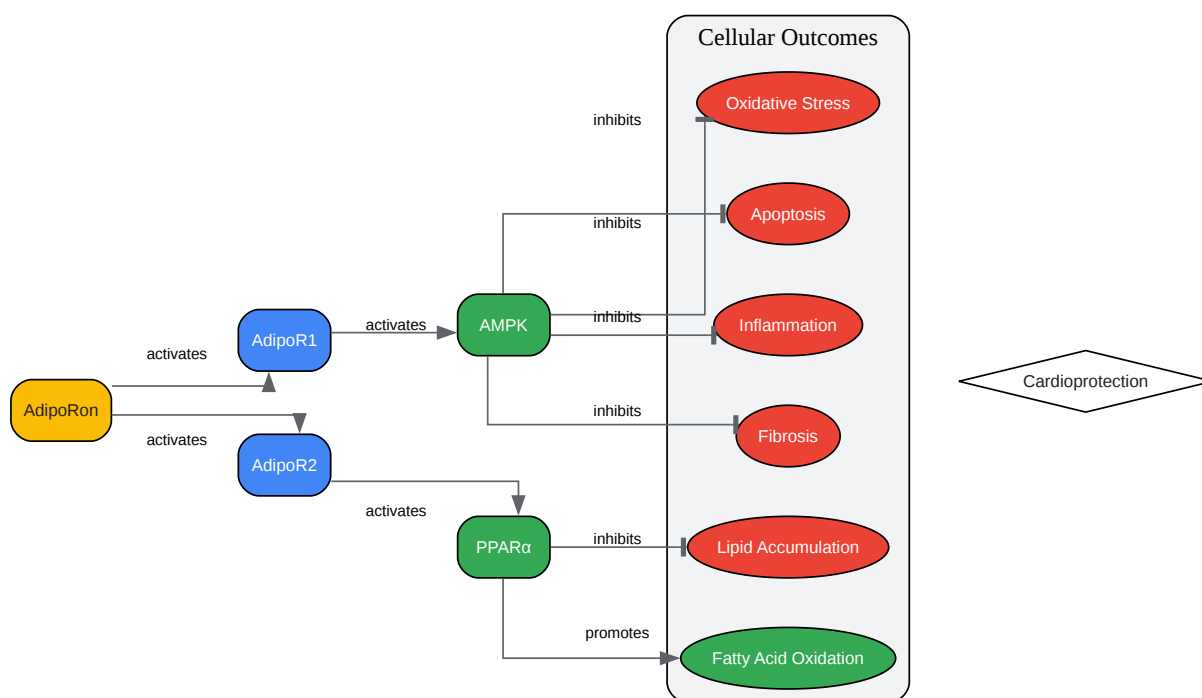 Cellular Outcomes
Oxidative Stress
inhibits
Apoptosis
inhibits
AdipoR1
activates
AMPK
inhibits
Inflammation
activates
AdipoRon
Cardioprotection
inhibits
Fibrosis
activates
AdipoR2
activates
PPARα
inhibits
Lipid Accumulation
promotes
Fatty Acid Oxidation